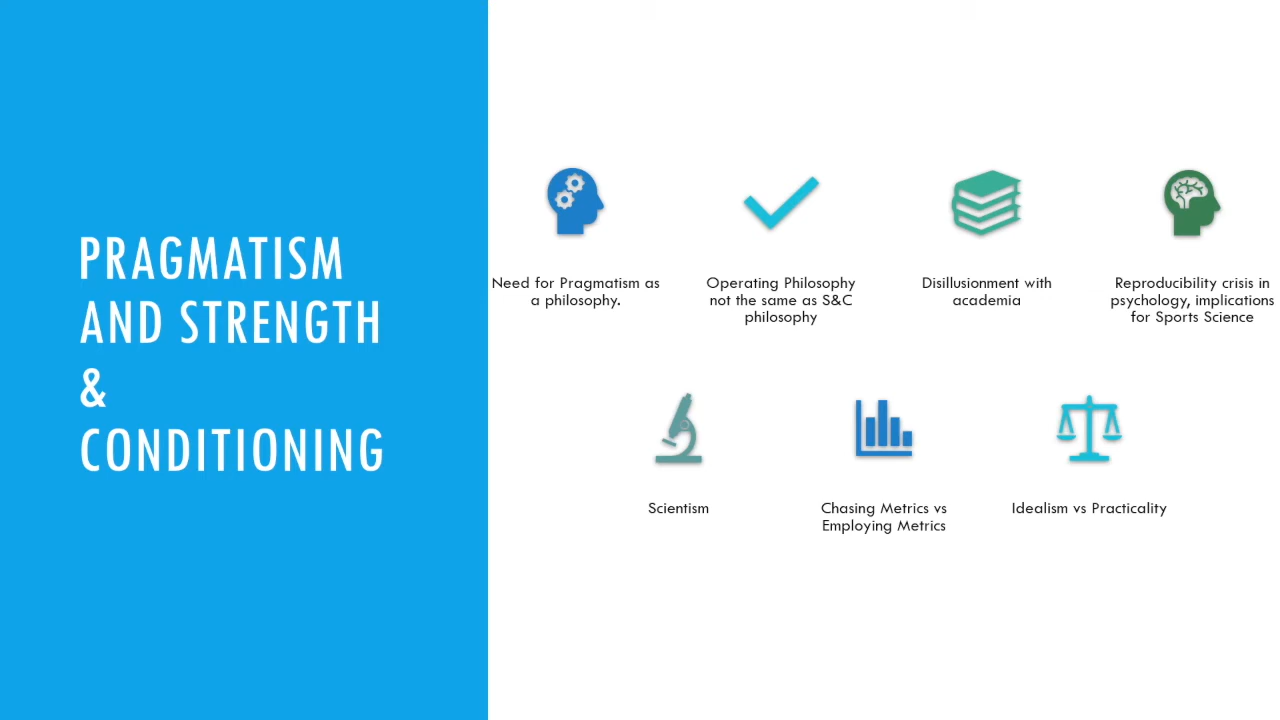 PRAGMATISM
AND STRENGTH
&
CONDITIONING
Need for Pragmatism as
a philosophy.
Operating Philosophy
not the same as S&C
philosophy
Disillusionment with
academia
Reproducibility crisis in
psychology, implications
for Sports Science
Scientism
Chasing Metrics vs
Employing Metrics
Idealism vs Practicality